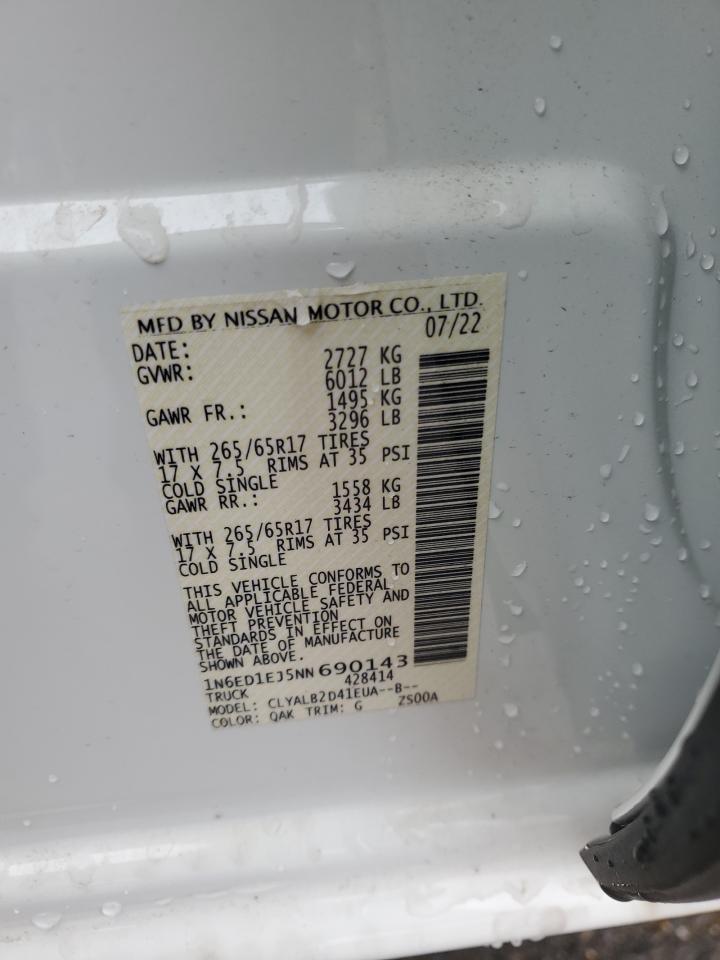 MFD BY NISSAN MOTOR CO., LTD.
DATE: 07/22
GVWR: 2727 KG
6012 LB
GAWR FR.: 1495 KG
3296 LB
WITH 265/65R17 TIRES
17 X 7.5 RIMS AT 35 PSI
COLD SINGLE
GAWR RR.: 1558 KG
3434 LB
WITH 265/65R17 TIRES
17 X 7.5 RIMS AT 35 PSI
COLD SINGLE
THIS VEHICLE CONFORMS TO
ALL APPLICABLE FEDERAL
MOTOR VEHICLE SAFETY AND
THEFT PREVENTION
STANDARDS IN EFFECT ON
THE DATE OF MANUFACTURE
SHOWN ABOVE.
1N6ED1EJ5NN690143
TRUCK 428414
MODEL: CLYALB2D41EUA--B--
COLOR: QAK TRIM: G ZS00A